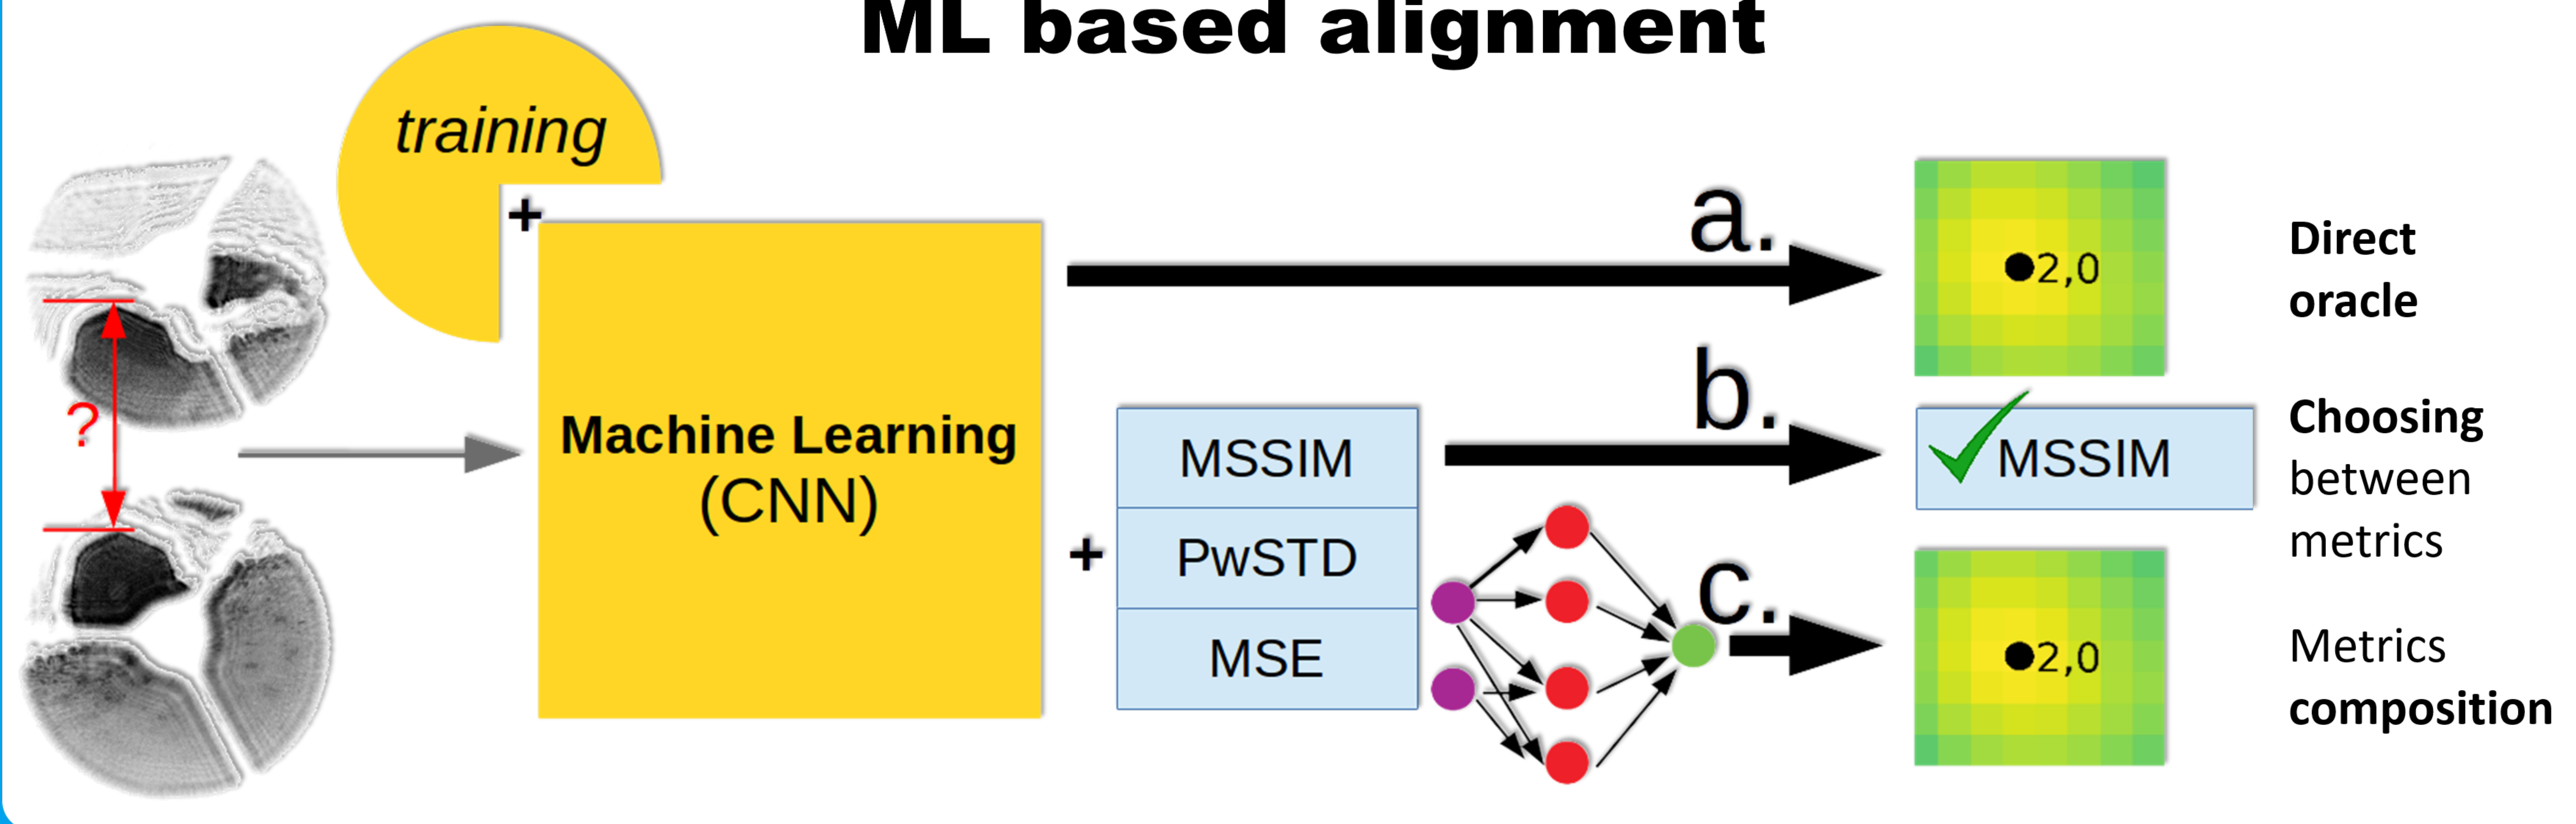 ML based alignment
training
+
?
Machine Learning
(CNN)
+
MSSIM
PwSTD
MSE
a.
2,0
Direct
oracle
b.
MSSIM
Choosing
between
metrics
c.
2,0
Metrics
composition